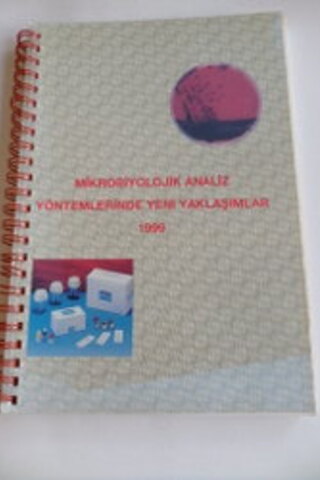 MİKROBİYOLOJİK ANALİZ
YÖNTEMLERİNDE YENİ YAKLAŞIMLAR
1999